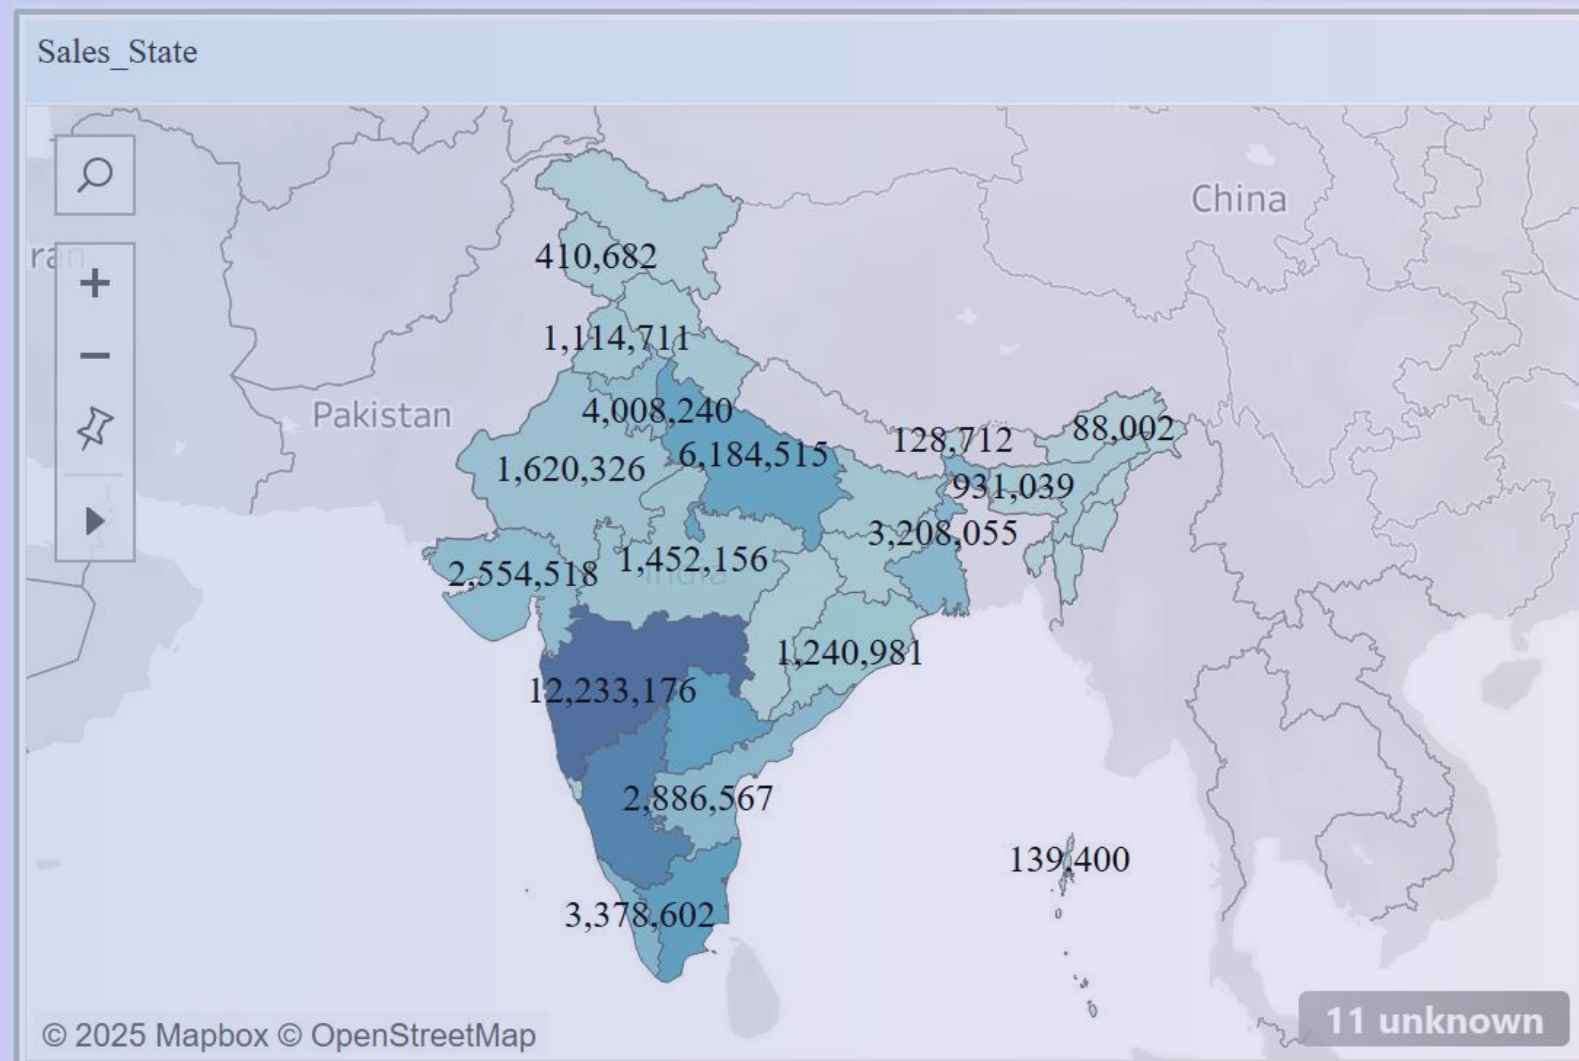 Sales_State
China
ran
410,682
1,114,711
Pakistan
4,008,240
128,712
88,002
6,184,515
1,620,326
931,039
3,208,055
1,452,156
2,554,518
India
1,240,981
12,233,176
2,886,567
139,400
3,378,602
© 2025 Mapbox © OpenStreetMap
11 unknown